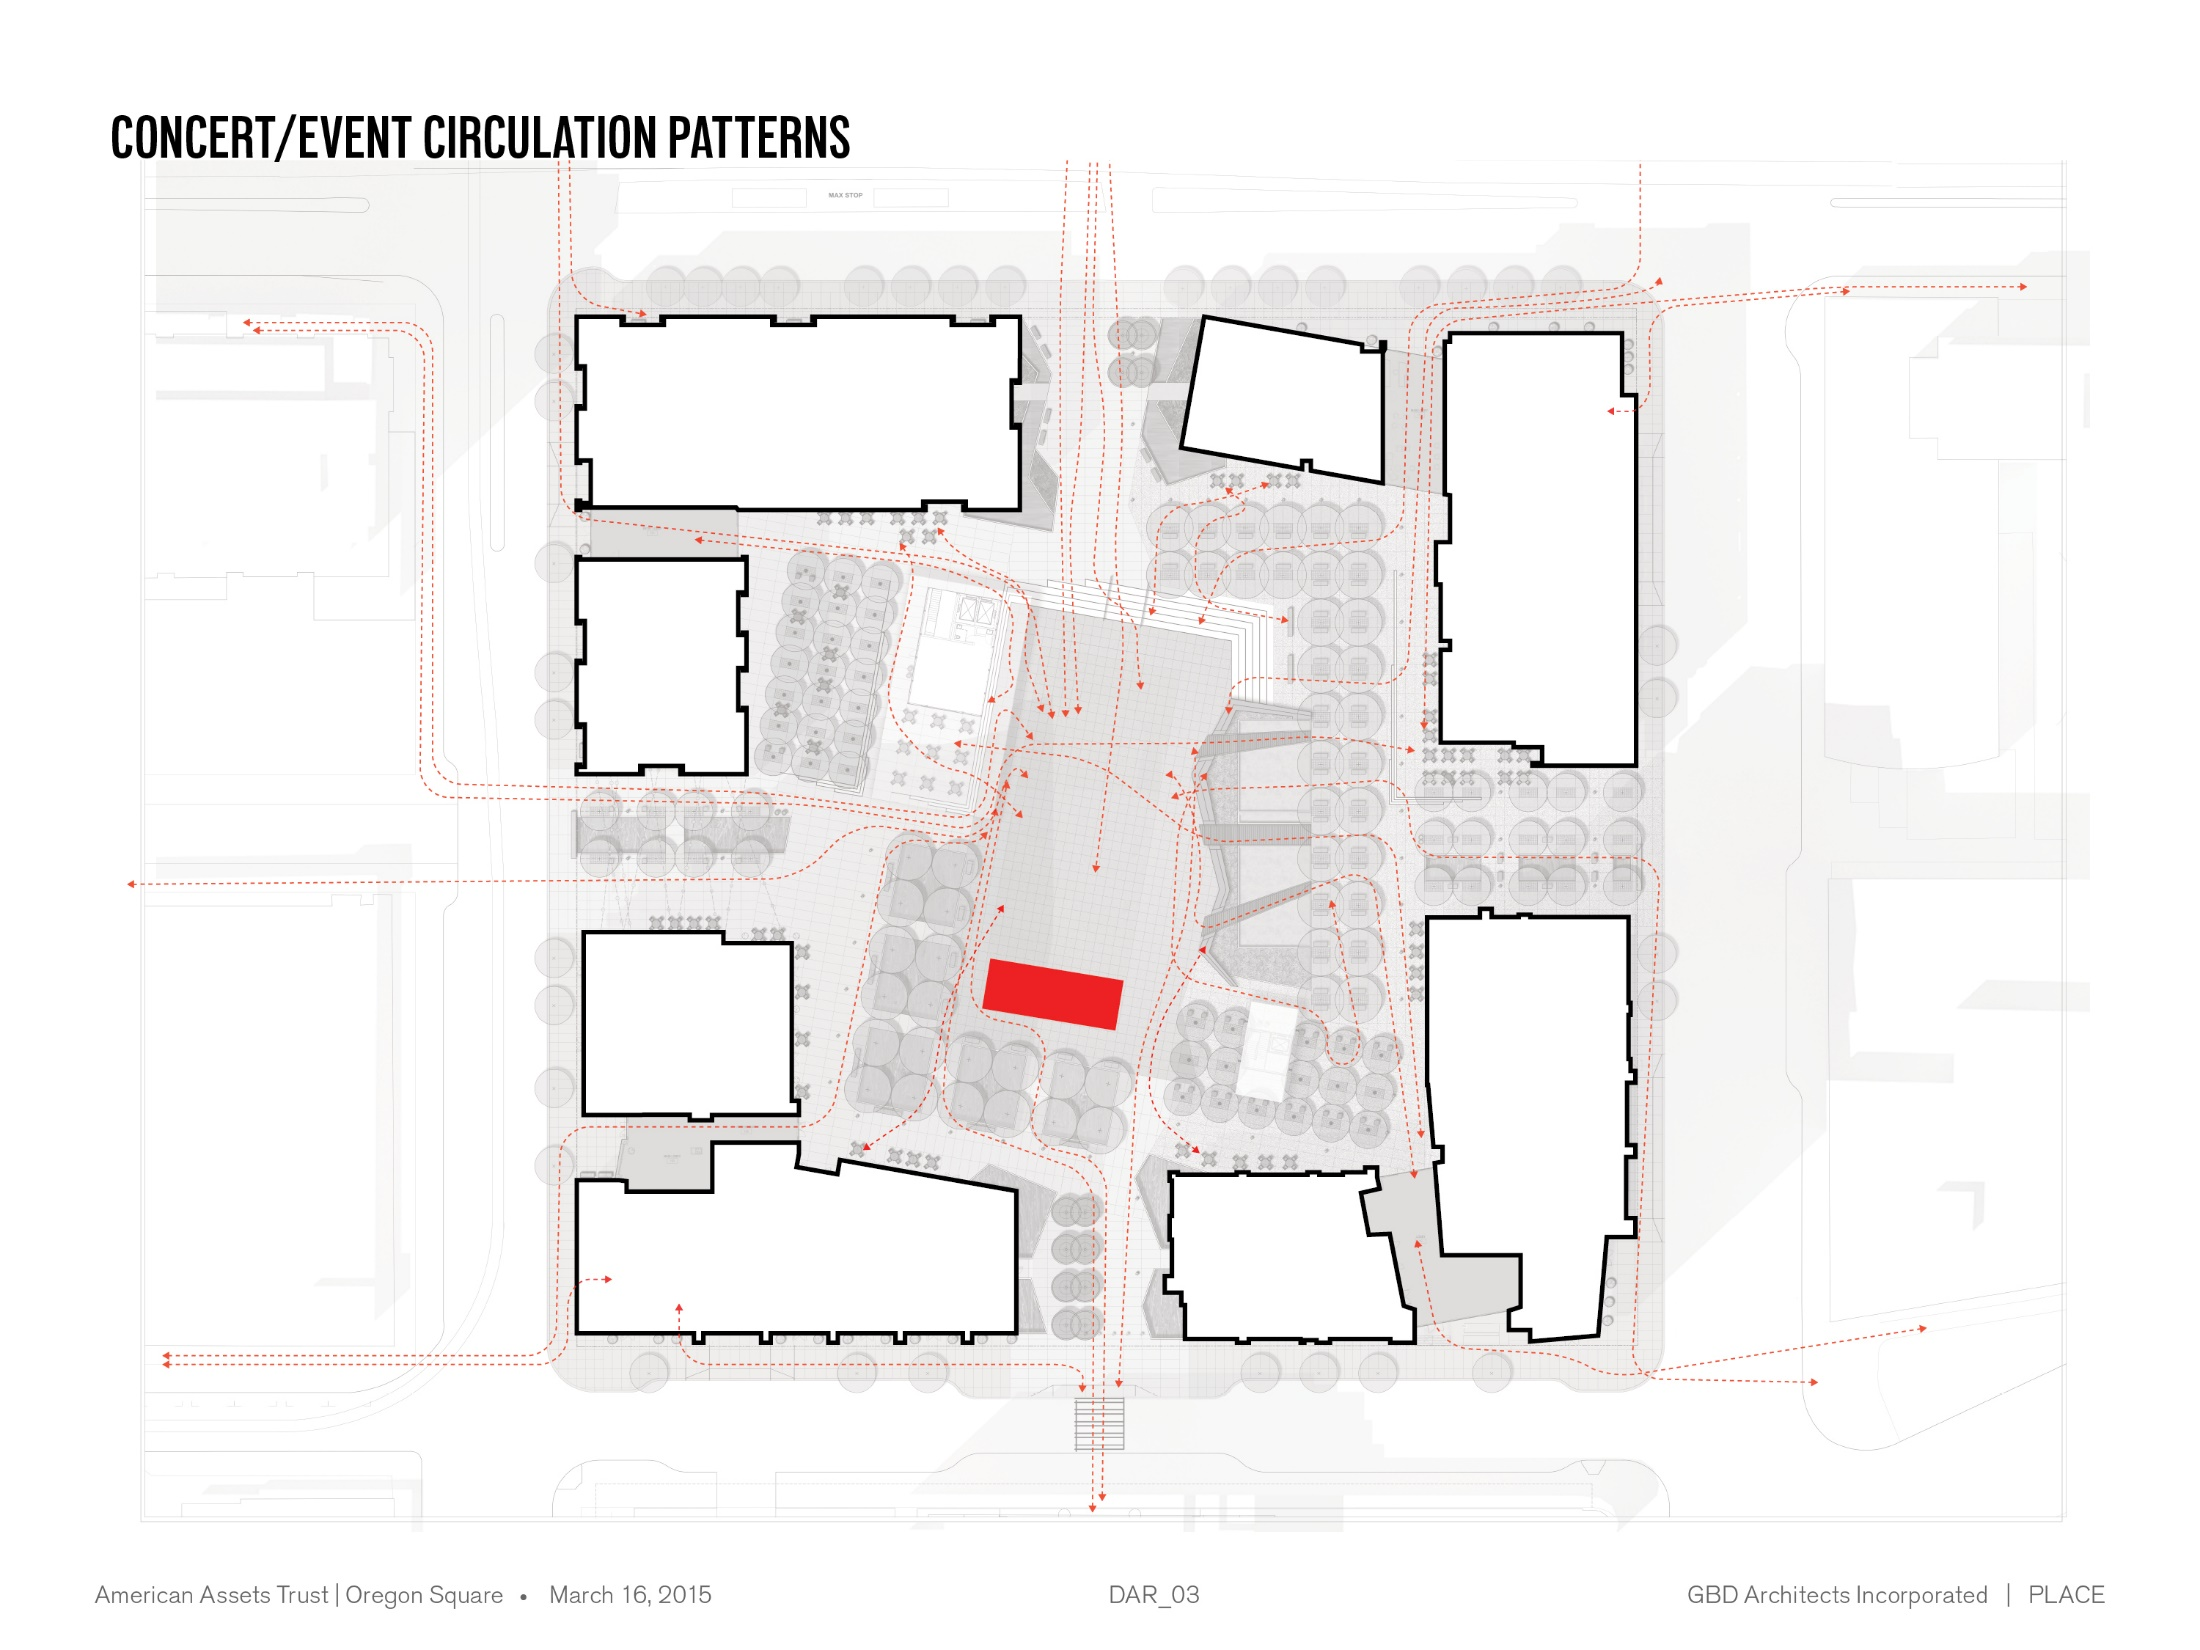 CONCERT/EVENT CIRCULATION PATTERNS
MAX STOP
American Assets Trust | Oregon Square • March 16, 2015
DAR_03
GBD Architects Incorporated | PLACE